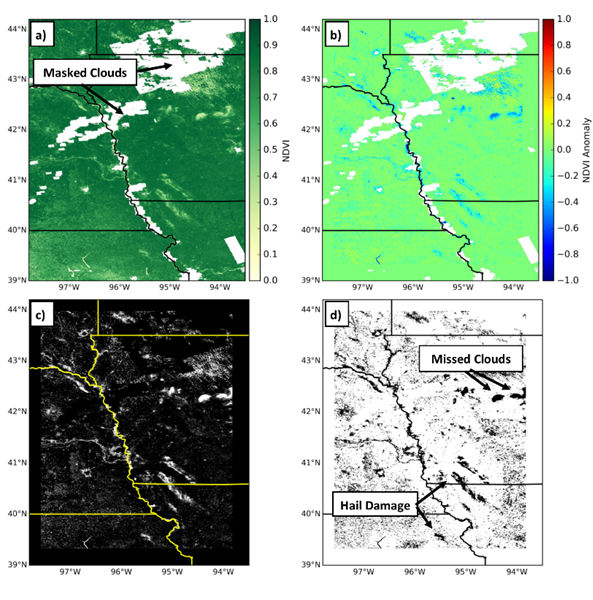 a)
Masked Clouds
44°N
43°N
42°N
41°N
40°N
39°N
97°W
96°W
95°W
94°W
1.0
0.9
0.8
0.7
0.6
0.5
0.4
0.3
0.2
0.1
0.0
NDVI
b)
44°N
43°N
42°N
41°N
40°N
39°N
97°W
96°W
95°W
94°W
1.0
0.8
0.6
0.4
0.2
0.0
−0.2
−0.4
−0.6
−0.8
−1.0
NDVI Anomaly
c)
44°N
43°N
42°N
41°N
40°N
39°N
97°W
96°W
95°W
94°W
d)
Missed Clouds
Hail Damage
44°N
43°N
42°N
41°N
40°N
39°N
97°W
96°W
95°W
94°W